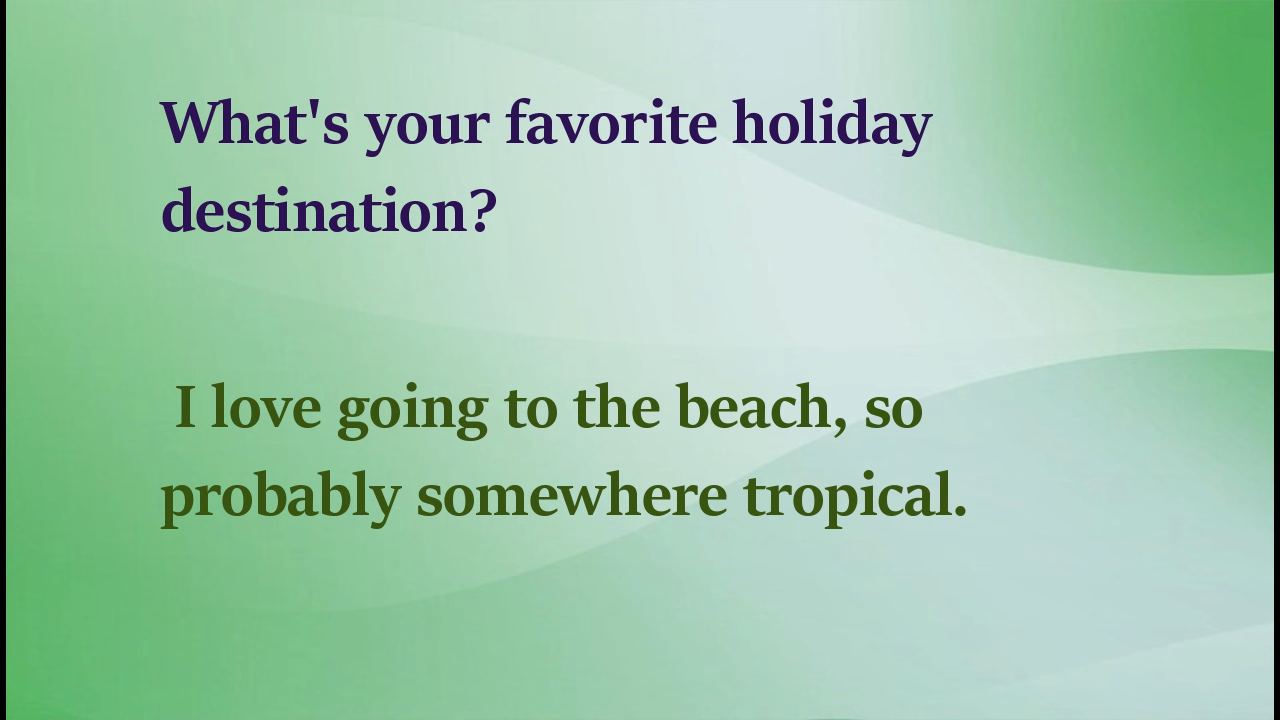 What's your favorite holiday
destination?
I love going to the beach, so
probably somewhere tropical.